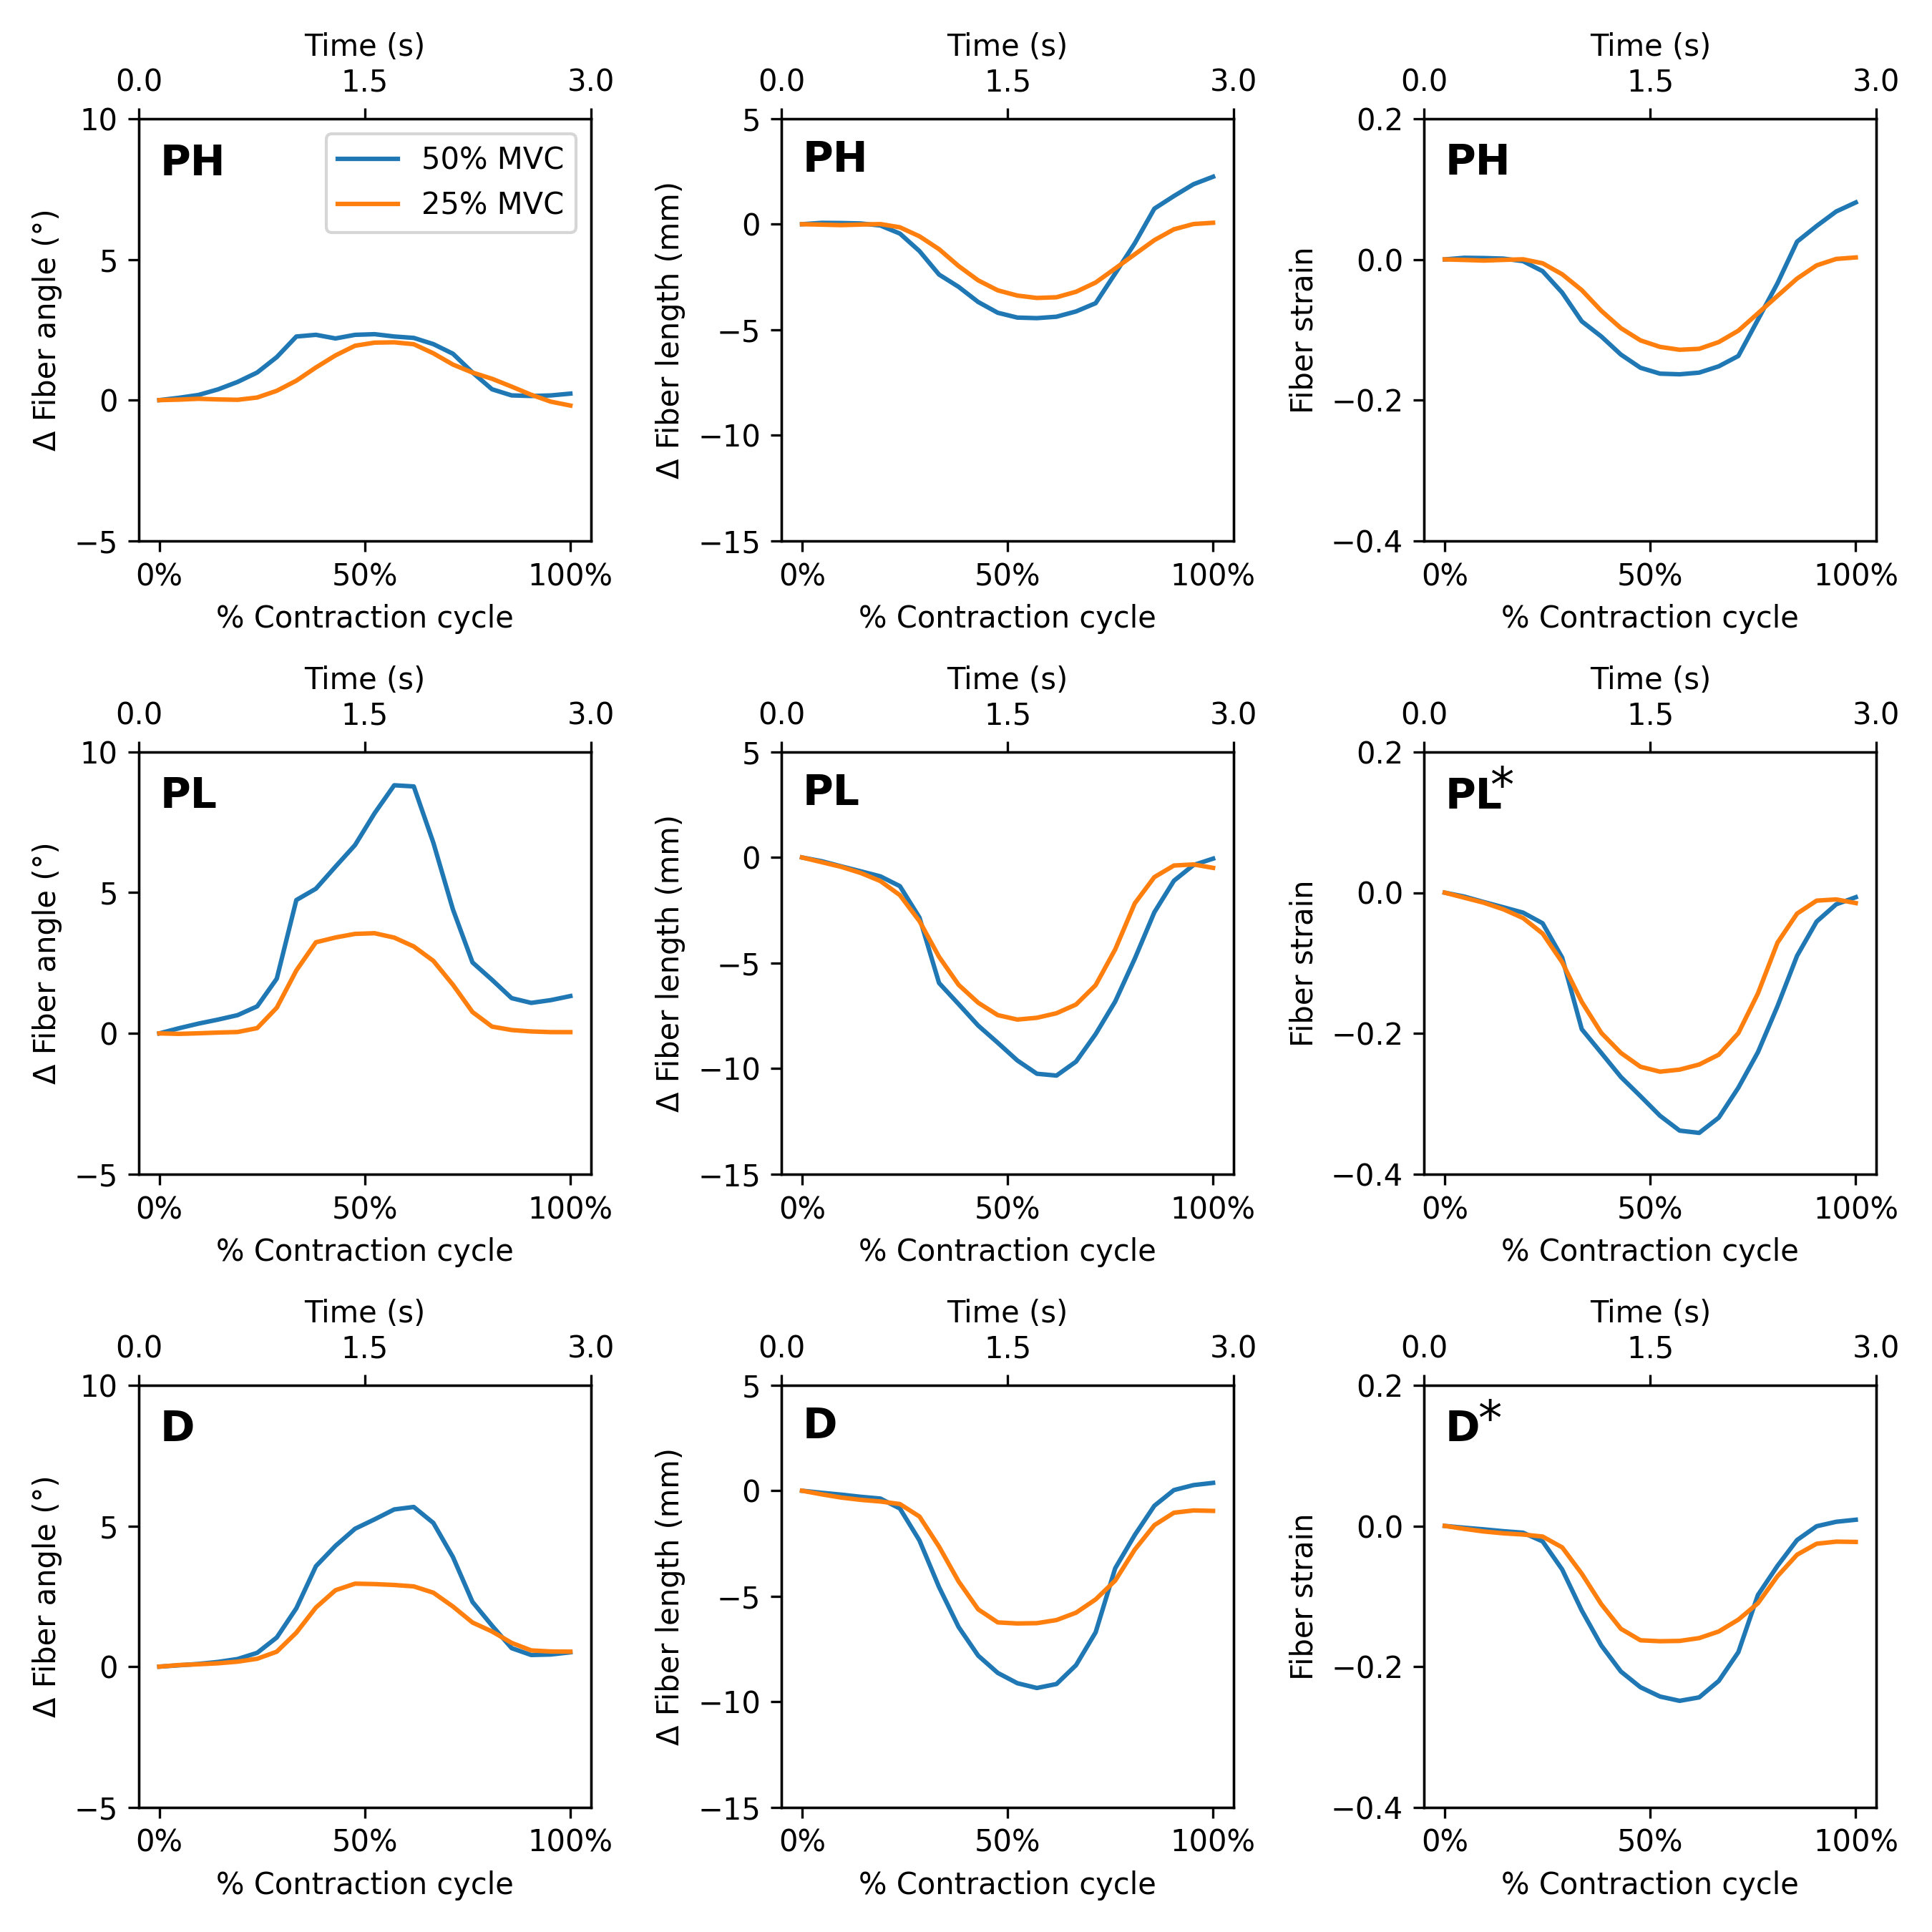 Time (s) Time (s) Time (s)
0.0 1.5 3.0 0.0 1.5 3.0 0.0 1.5 3.0
10 5 0.2
PH PH PH
50% MVC
25% MVC
5 0 0.0
0 −5 −0.2
−10
−5 −15 −0.4
Δ Fiber angle (°) Δ Fiber length (mm) Fiber strain
0% 50% 100% 0% 50% 100% 0% 50% 100%
% Contraction cycle % Contraction cycle % Contraction cycle
Time (s) Time (s) Time (s)
0.0 1.5 3.0 0.0 1.5 3.0 0.0 1.5 3.0
10 5 0.2
PL PL PL*
5 0 0.0
0 −5 −0.2
−10
−5 −15 −0.4
Δ Fiber angle (°) Δ Fiber length (mm) Fiber strain
0% 50% 100% 0% 50% 100% 0% 50% 100%
% Contraction cycle % Contraction cycle % Contraction cycle
Time (s) Time (s) Time (s)
0.0 1.5 3.0 0.0 1.5 3.0 0.0 1.5 3.0
10 5 0.2
D D D*
5 0 0.0
0 −5 −0.2
−10
−5 −15 −0.4
Δ Fiber angle (°) Δ Fiber length (mm) Fiber strain
0% 50% 100% 0% 50% 100% 0% 50% 100%
% Contraction cycle % Contraction cycle % Contraction cycle